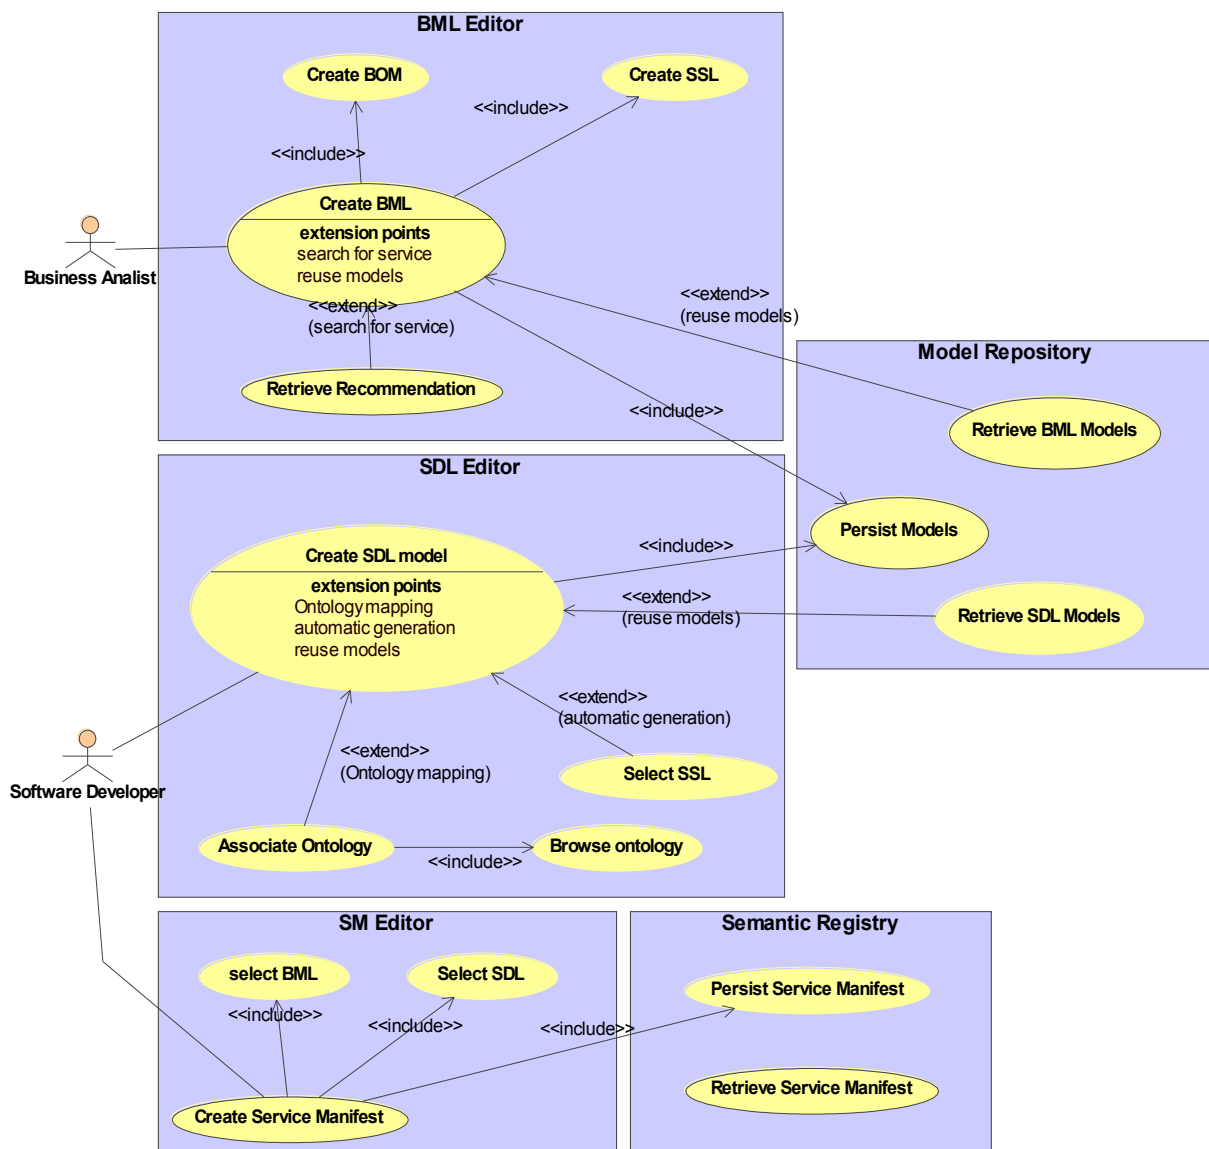 BML Editor
Create BOM
Create SSL
<<include>>
<<include>>
Create BML
extension points
search for service
reuse models
Business Analist
<<extend>>
(search for service)
<<extend>>
(reuse models)
Retrieve Recommendation
<<include>>
Model Repository
Retrieve BML Models
Persist Models
Retrieve SDL Models
SDL Editor
Create SDL model
extension points
Ontology mapping
automatic generation
reuse models
<<include>>
<<extend>>
(reuse models)
<<extend>>
(automatic generation)
<<extend>>
(Ontology mapping)
Select SSL
Software Developer
Associate Ontology
<<include>>
Browse ontology
SM Editor
select BML
Select SDL
<<include>>
<<include>>
<<include>>
Create Service Manifest
Semantic Registry
Persist Service Manifest
Retrieve Service Manifest